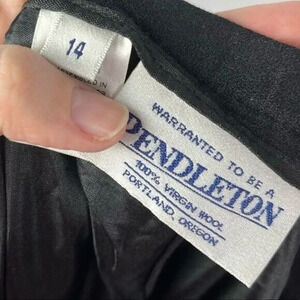 14
WARRANTED TO BE A
PENDLETON
100% VIRGIN WOOL
PORTLAND, OREGON